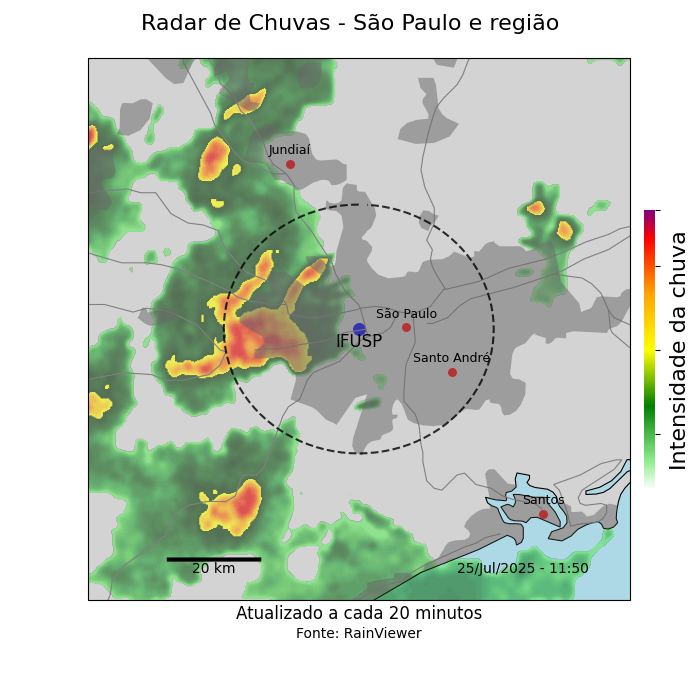 Radar de Chuvas - São Paulo e região
Jundiaí
São Paulo
IFUSP
Santo André
Santos
20 km
25/Jul/2025 - 11:50
Intensidade da chuva
Atualizado a cada 20 minutos
Fonte: RainViewer